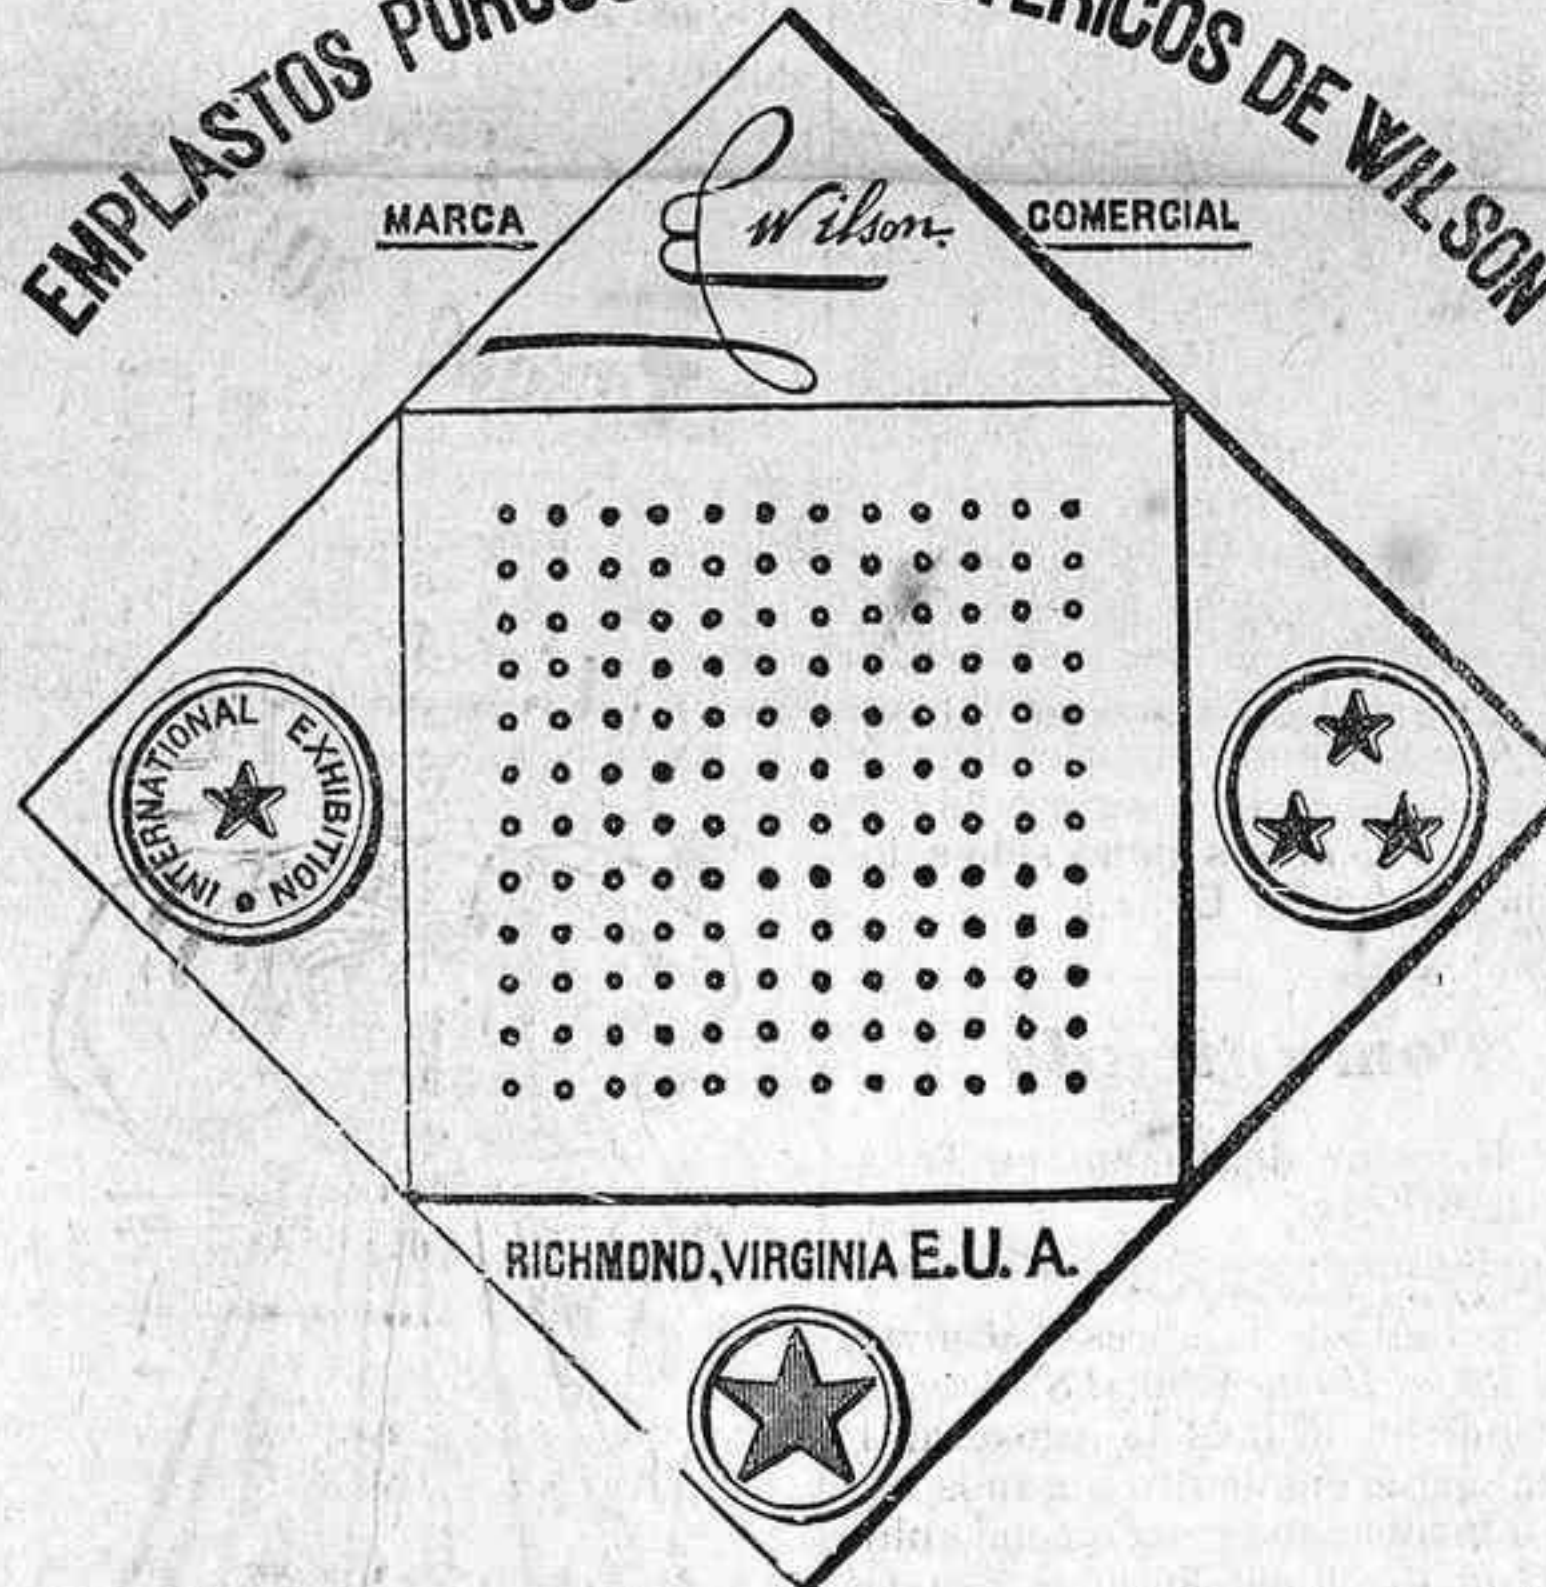 EMPLASTOS DE WILSON
MARCA
E Wilson.
COMERCIAL
INTERNATIONAL EXHIBITION
RICHMOND, VIRGINIA E.U.A.